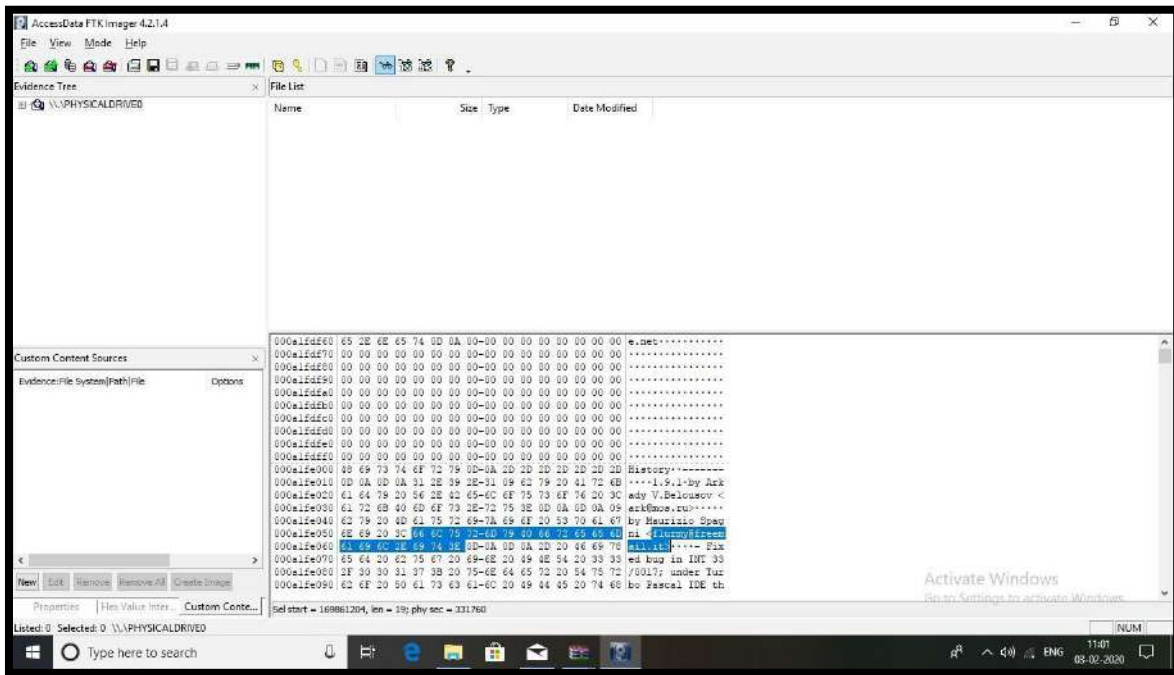 AccessData FTK Imager 4.2.1.4
File View Mode Help
Evidence Tree
File List
\\.\PHYSICALDRIVE0
Name Size Type Date Modified
Custom Content Sources
Evidence:File System|Path|File Options
000a1fdf60 65 2E 6E 65 74 0D 0A 00-00 00 00 00 00 00 00 00 e.net·········
000a1fdf70 00 00 00 00 00 00 00 00-00 00 00 00 00 00 00 00 ················
000a1fdf80 00 00 00 00 00 00 00 00-00 00 00 00 00 00 00 00 ················
000a1fdf90 00 00 00 00 00 00 00 00-00 00 00 00 00 00 00 00 ················
000a1fdfa0 00 00 00 00 00 00 00 00-00 00 00 00 00 00 00 00 ················
000a1fdfb0 00 00 00 00 00 00 00 00-00 00 00 00 00 00 00 00 ················
000a1fdfc0 00 00 00 00 00 00 00 00-00 00 00 00 00 00 00 00 ················
000a1fdfd0 00 00 00 00 00 00 00 00-00 00 00 00 00 00 00 00 ················
000a1fdfe0 00 00 00 00 00 00 00 00-00 00 00 00 00 00 00 00 ················
000a1fdff0 00 00 00 00 00 00 00 00-00 00 00 00 00 00 00 00 ················
000a1fe000 48 69 73 74 6F 72 79 0D-0A 2D 2D 2D 2D 2D 2D 2D History··-------
000a1fe010 0D 0A 0D 0A 31 2E 39 2E-31 09 62 79 20 41 72 6B ····1.9.1·by Ark
000a1fe020 61 64 79 20 56 2E 42 65-6C 6F 75 73 6F 76 20 3C ady V.Belousov <
000a1fe030 61 72 6B 40 6D 6F 73 2E-72 75 3E 0D 0A 0D 0A 09 ark@mos.ru>·····
000a1fe040 62 79 20 4D 61 75 72 69-7A 69 6F 20 53 70 61 67 by Maurizio Spag
000a1fe050 6E 69 20 3C 66 6C 75 72-6D 79 40 66 72 65 65 6D ni <flurmy@freem
000a1fe060 61 69 6C 2E 69 74 3E 0D-0A 0D 0A 2D 20 46 69 78 ail.it>····- Fix
000a1fe070 65 64 20 62 75 67 20 69-6E 20 49 4E 54 20 33 33 ed bug in INT 33
000a1fe080 2F 30 30 31 37 3B 20 75-6E 64 65 72 20 54 75 72 /0017; under Tur
000a1fe090 62 6F 20 50 61 73 63 61-6C 20 49 44 45 20 74 68 bo Pascal IDE th
New Edit Remove Remove All Create Image
Properties Hex Value Inter... Custom Conte...
Sel start = 169861204, len = 19; phy sec = 331760
Activate Windows
Go to Settings to activate Windows.
Listed: 0 Selected: 0 \\.\PHYSICALDRIVE0
NUM
Type here to search
ENG
11:01
08-02-2020